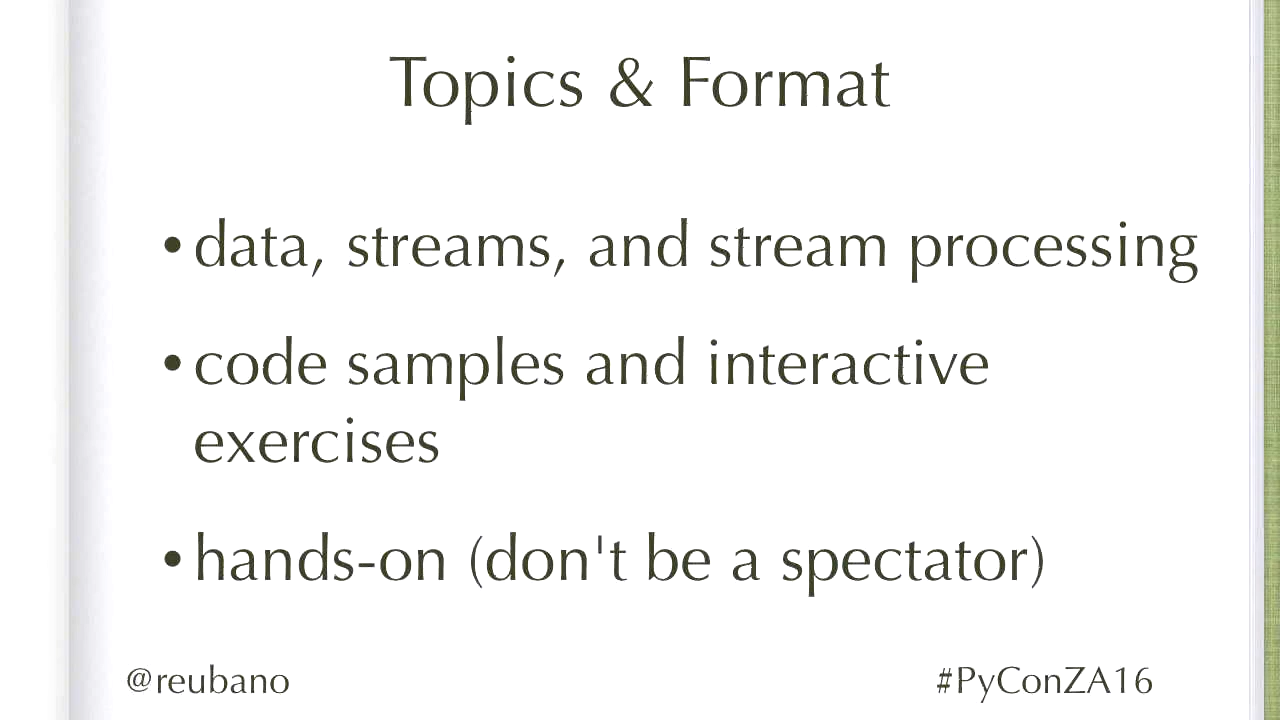 Topics & Format
•data, streams, and stream processing
•code samples and interactive
exercises
•hands-on (don't be a spectator)
@reubano
#PyConZA16